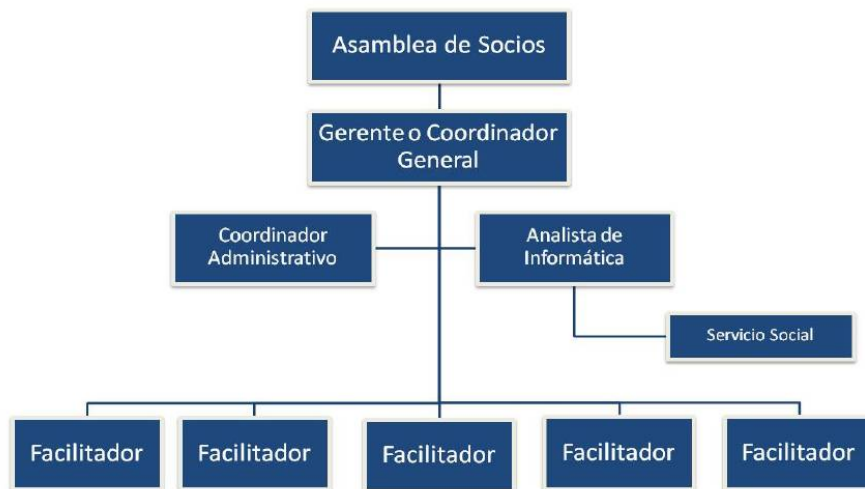 Asamblea de Socios
Gerente o Coordinador
General
Coordinador
Administrativo
Analista de
Informática
Servicio Social
Facilitador
Facilitador
Facilitador
Facilitador
Facilitador